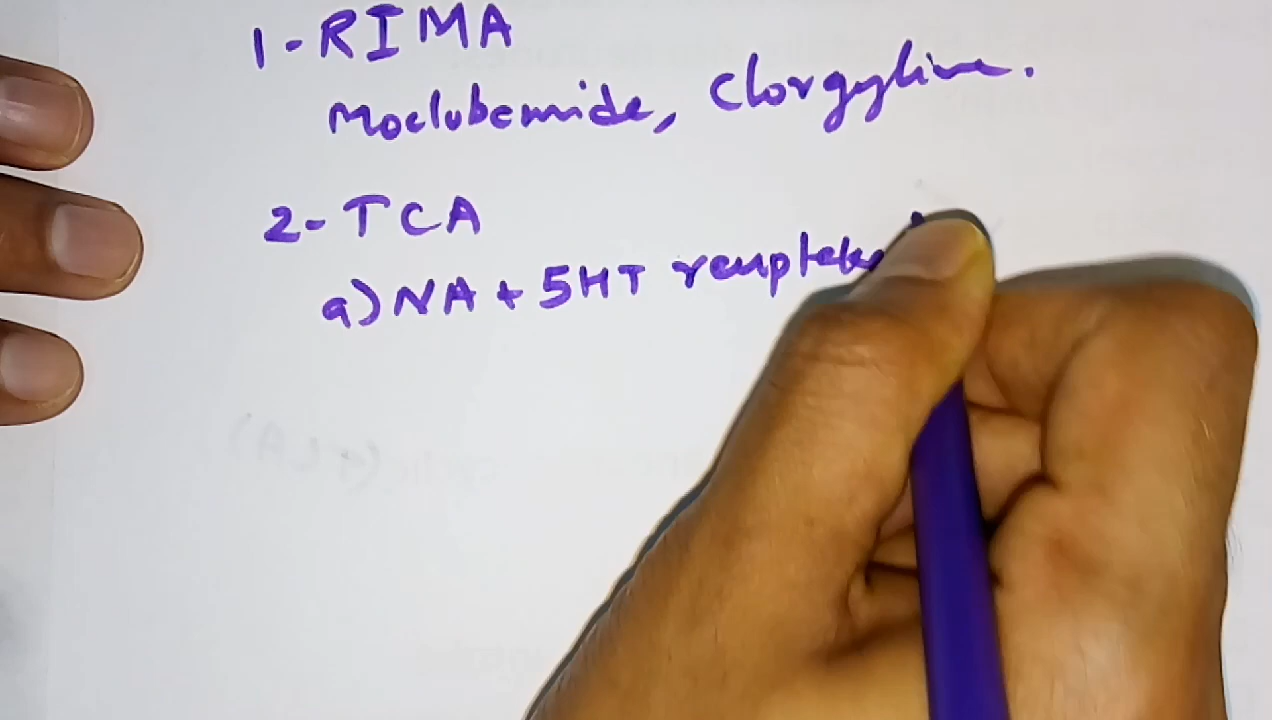 1-RIMA
Moclobemide, Clorgyline.
2-TCA
a) NA + 5HT reuptake